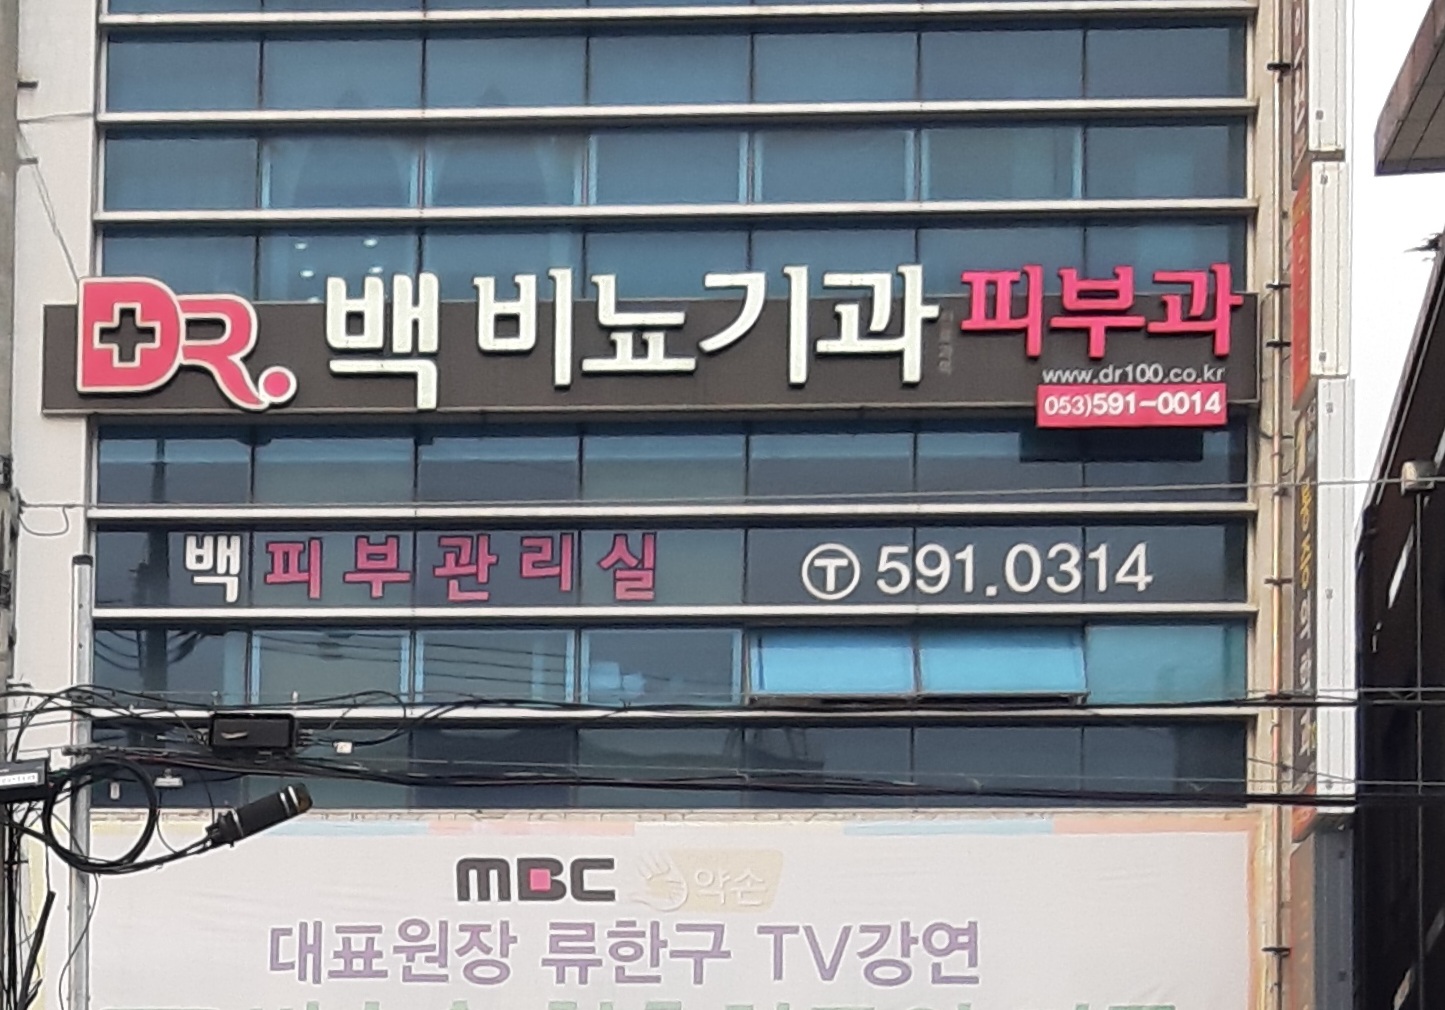 DR. 백 비뇨기과 피부과
www.dr100.co.kr
053)591-0014
백피부관리실 T 591.0314
MBC 약손
대표원장 류한구 TV강연